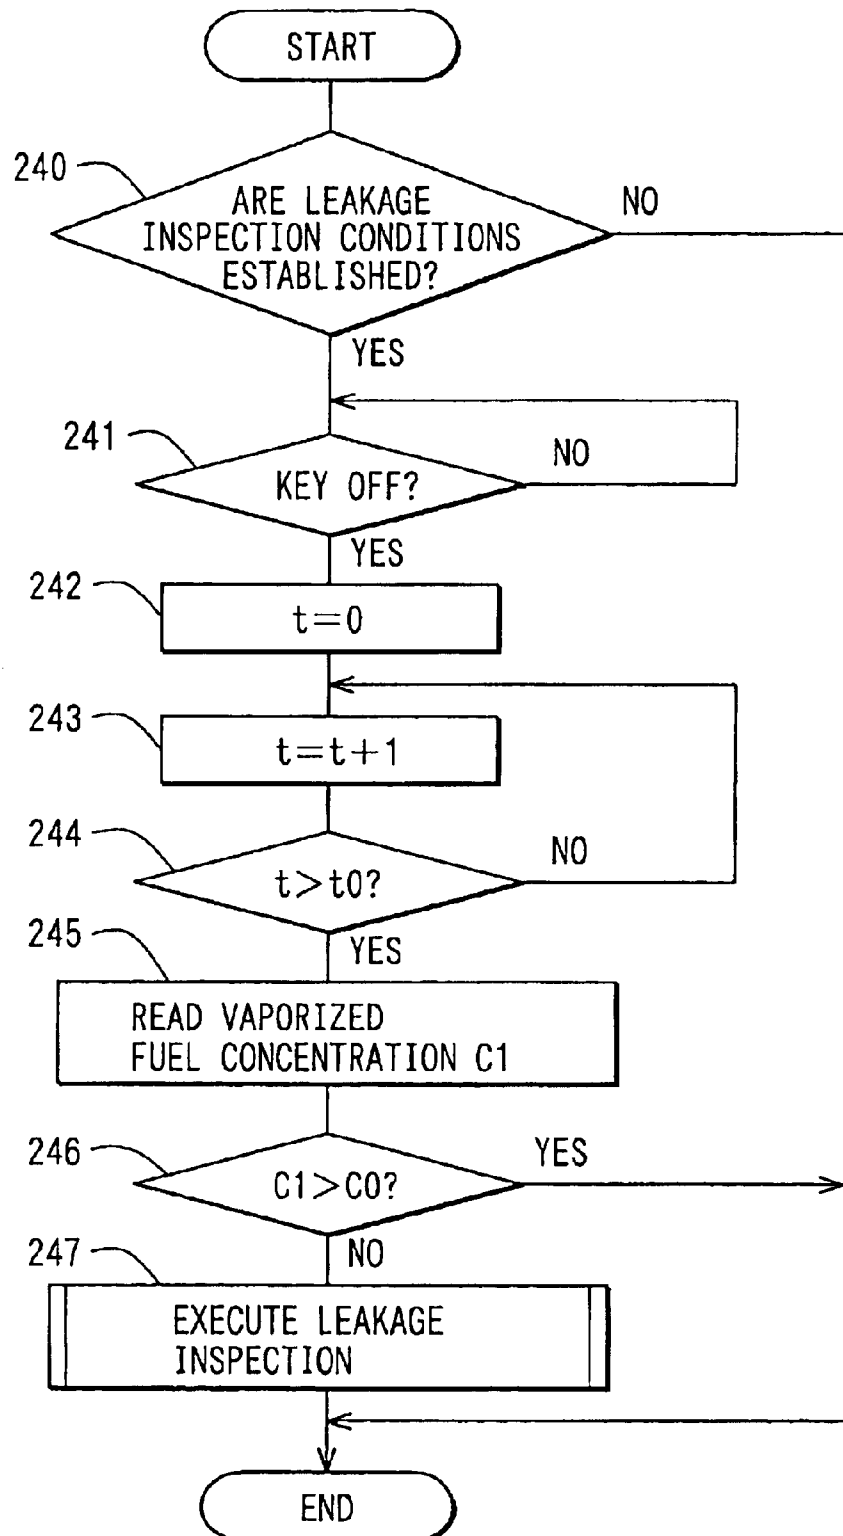 START
240
ARE LEAKAGE
INSPECTION CONDITIONS
ESTABLISHED?
NO
YES
241
KEY OFF?
NO
YES
242
t=0
243
t=t+1
244
t>t0?
NO
YES
245
READ VAPORIZED
FUEL CONCENTRATION C1
246
C1>C0?
YES
NO
247
EXECUTE LEAKAGE
INSPECTION
END